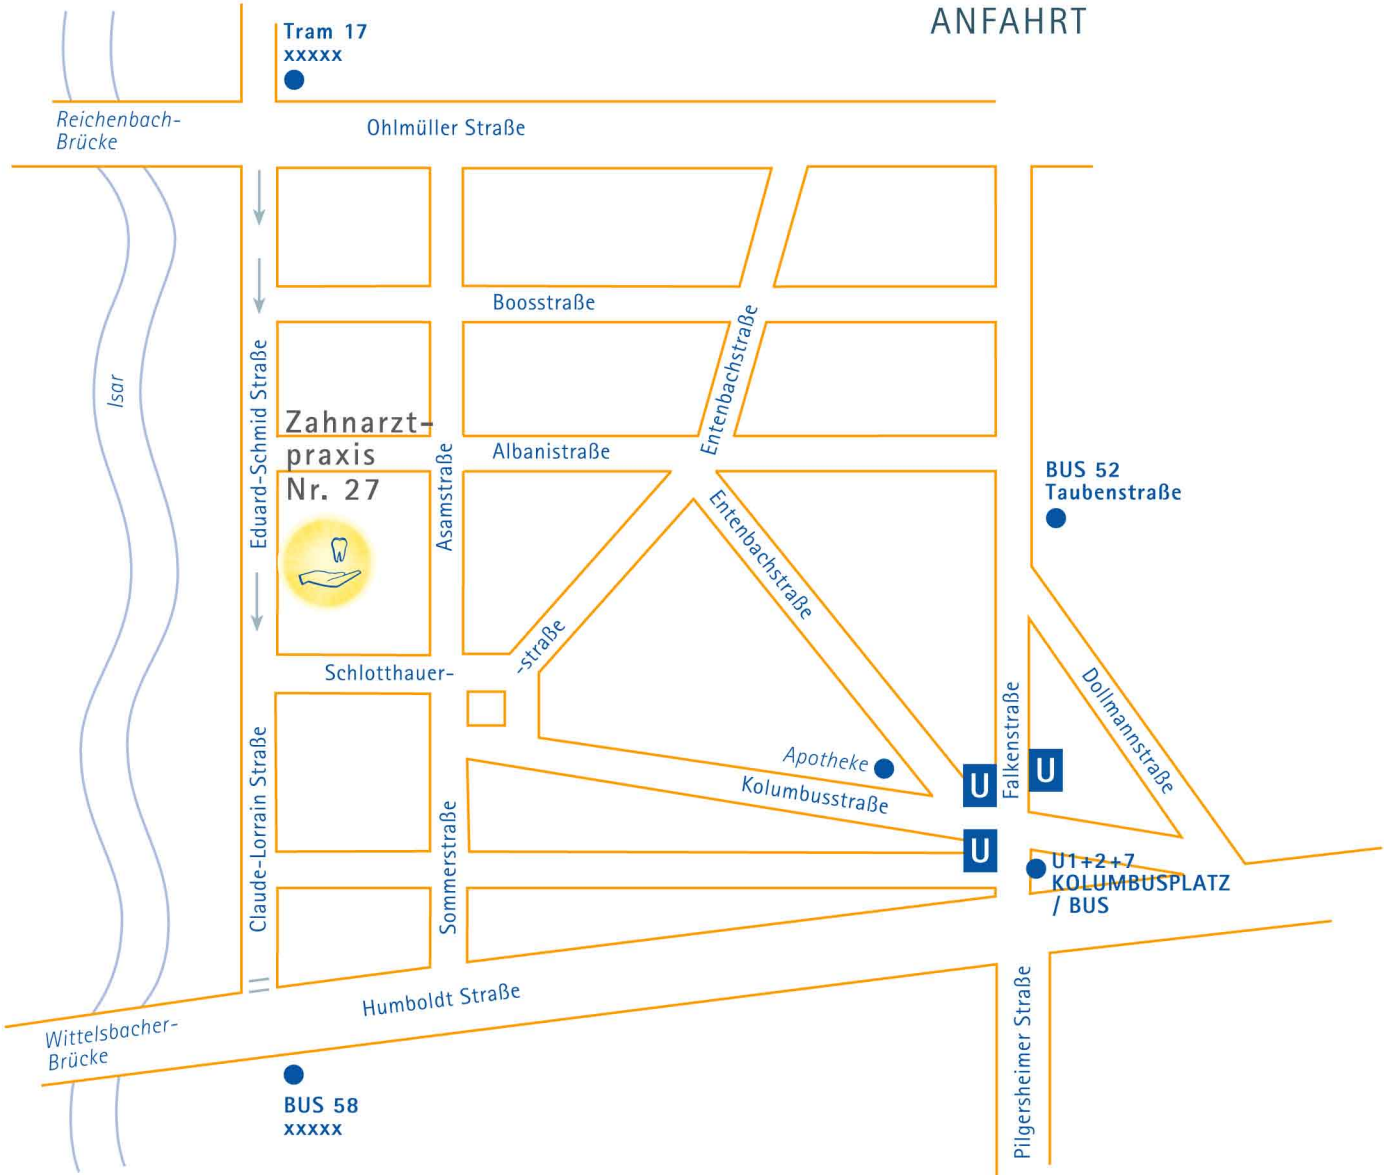 ANFAHRT
Tram 17
xxxxx
Reichenbach-
Brücke
Ohlmüller Straße
Boosstraße
Entenbachstraße
Isar
Eduard-Schmid Straße
Zahnarzt-
praxis
Nr. 27
Asamstraße
Albanistraße
BUS 52
Taubenstraße
Entenbachstraße
Schlotthauer-
-straße
Dollmannstraße
Falkenstraße
Apotheke
Kolumbusstraße
U
U
U
Claude-Lorrain Straße
Sommerstraße
U1+2+7
KOLUMBUSPLATZ
/ BUS
Humboldt Straße
Wittelsbacher-
Brücke
Pilgersheimer Straße
BUS 58
xxxxx